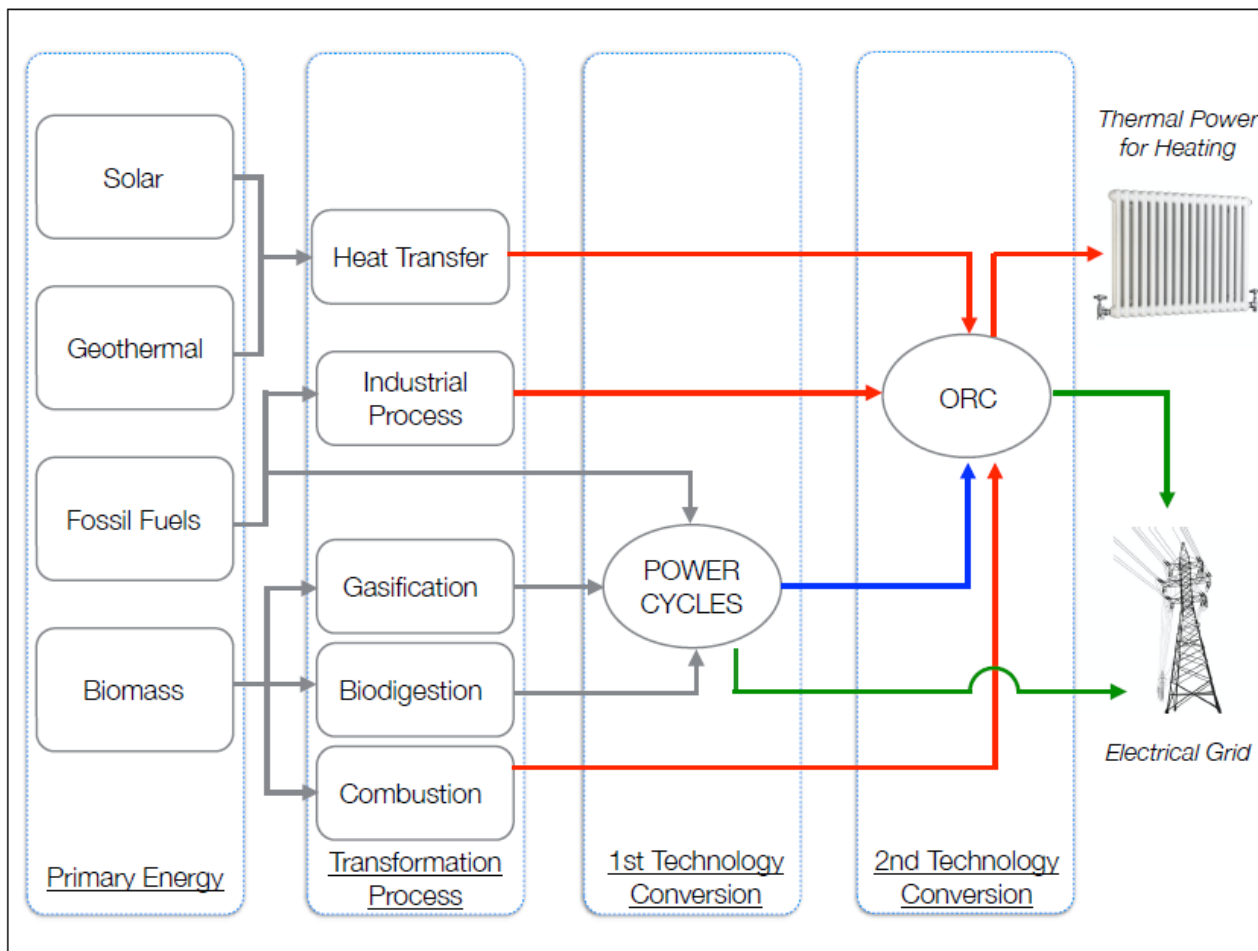 Solar
Geothermal
Fossil Fuels
Biomass
Primary Energy
Heat Transfer
Industrial
Process
Gasification
Biodigestion
Combustion
Transformation
Process
POWER
CYCLES
1st Technology
Conversion
ORC
2nd Technology
Conversion
Thermal Power
for Heating
Electrical Grid